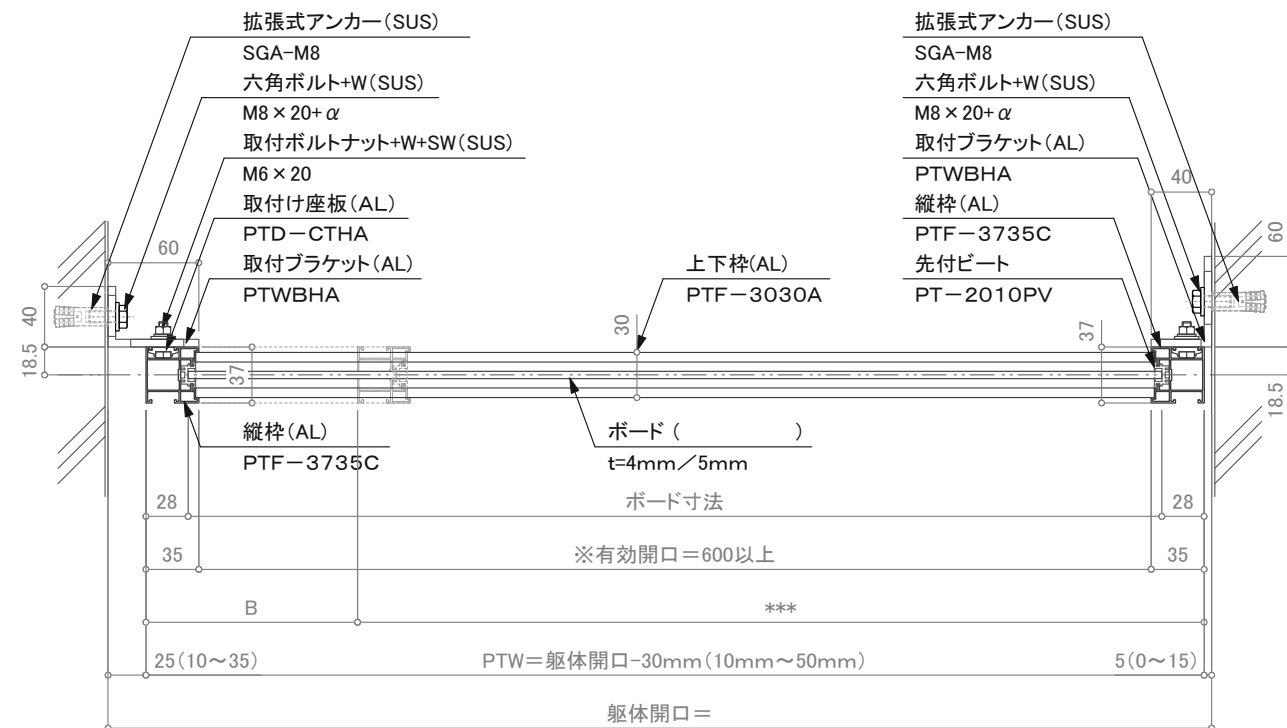 拡張式アンカー(SUS)
SGA-M8
六角ボルト+W(SUS)
M8×20+α
取付ボルトナット+W+SW(SUS)
M6×20
取付け座板(AL)
PTD-CTHA
取付ブラケット(AL)
PTWBHA
拡張式アンカー(SUS)
SGA-M8
六角ボルト+W(SUS)
M8×20+α
取付ブラケット(AL)
PTWBHA
縦枠(AL)
PTF-3735C
先付ビート
PT-2010PV
上下枠(AL)
PTF-3030A
60
40
18.5
37
30
37
40
60
18.5
縦枠(AL)
PTF-3735C
ボード ( )
t=4mm/5mm
28
ボード寸法
28
35
※有効開口=600以上
35
B
***
25(10~35)
PTW=躯体開口-30mm(10mm~50mm)
5(0~15)
躯体開口=